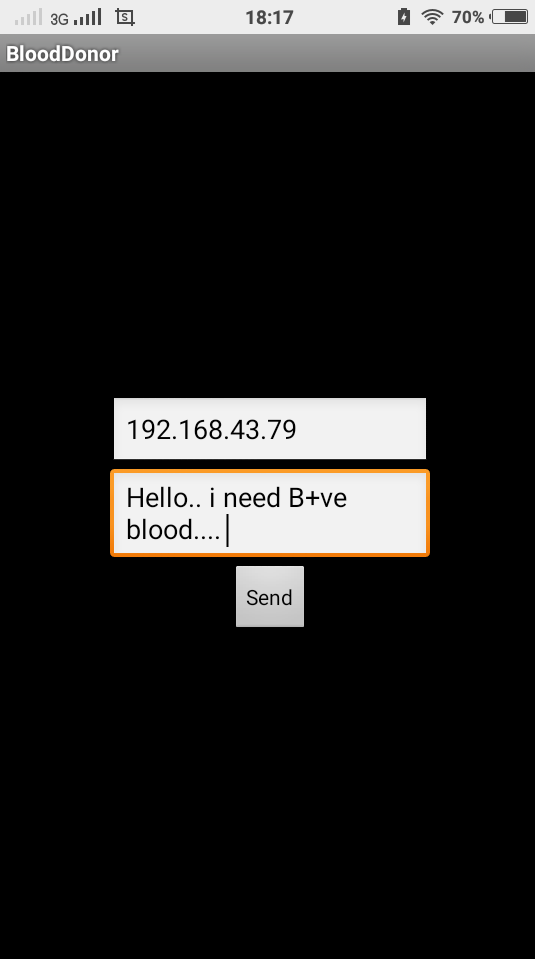 3G 18:17 70%
BloodDonor
192.168.43.79
Hello.. i need B+ve
blood....
Send